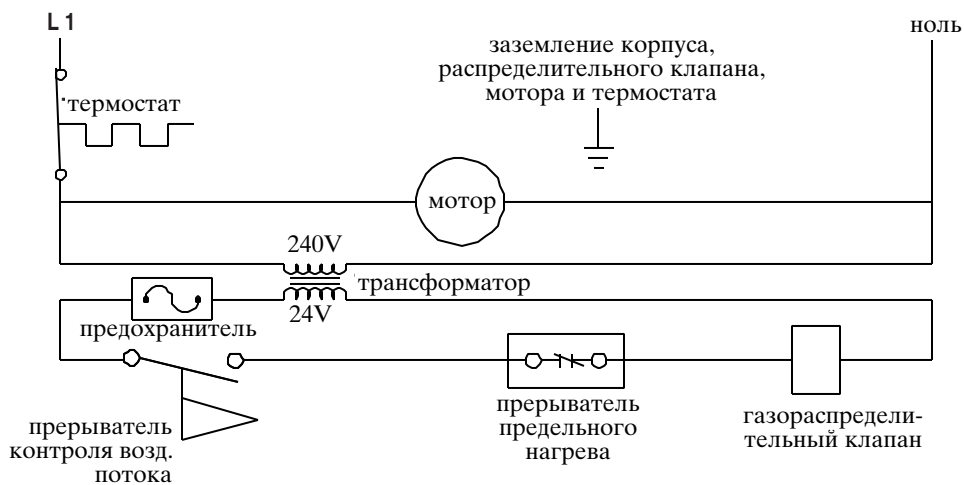 L 1
ноль
заземление корпуса,
распределительного клапана,
мотора и термостата
термостат
мотор
240V
трансформатор
24V
предохранитель
прерыватель
контроля возд.
потока
прерыватель
предельного
нагрева
газораспредели-
тельный клапан